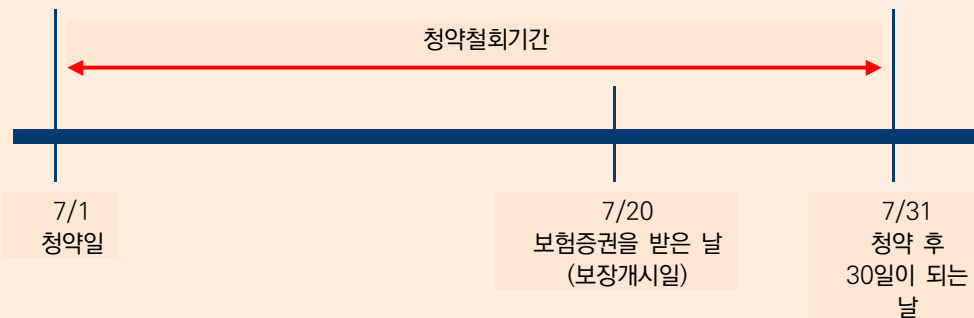 청약철회기간
7/1
청약일
7/20
보험증권을 받은 날
(보장개시일)
7/31
청약 후
30일이 되는
날